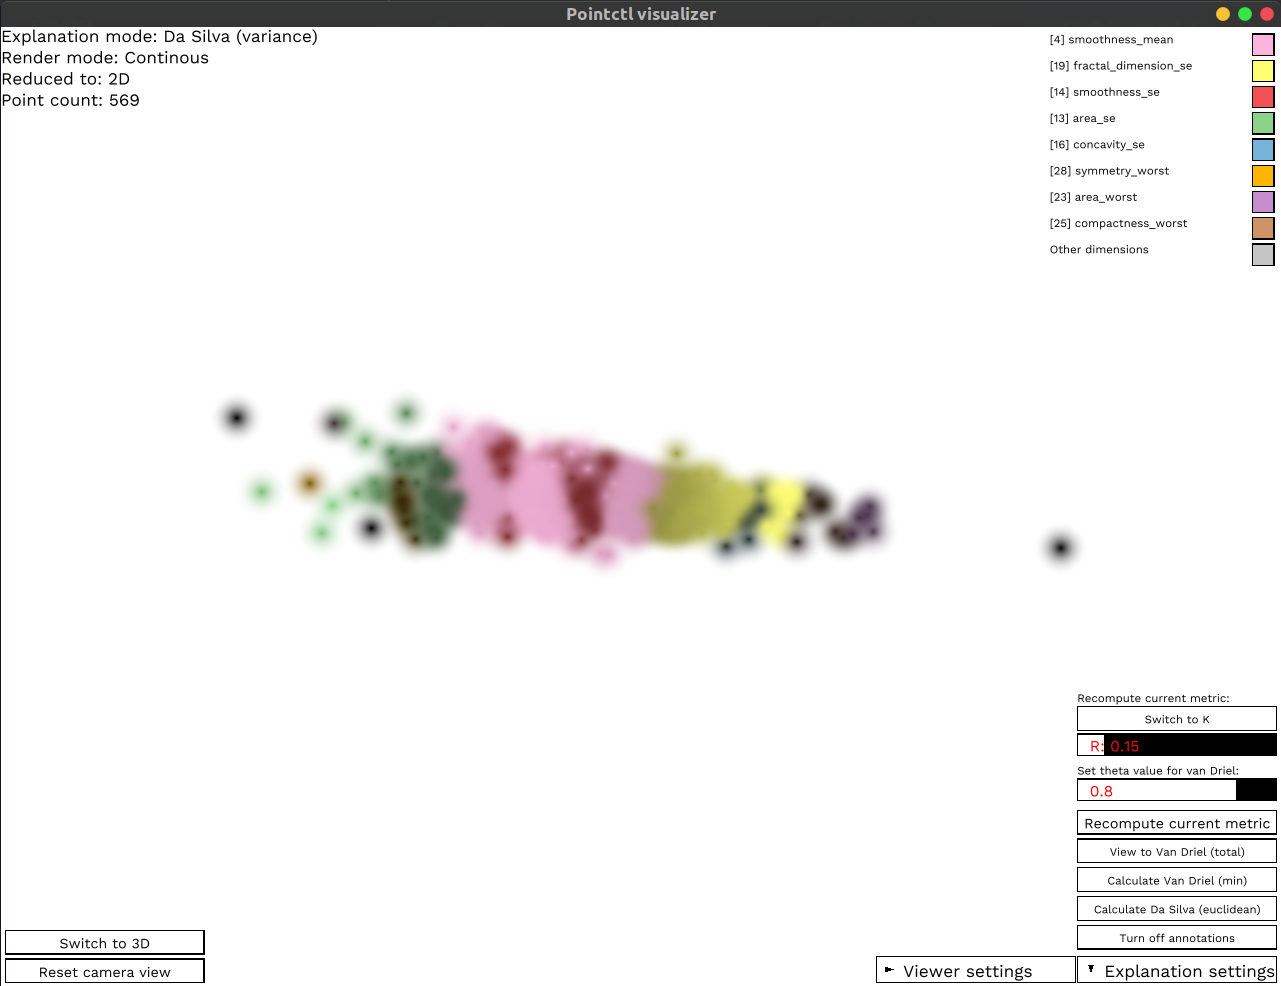 Pointctl visualizer
Explanation mode: Da Silva (variance)
Render mode: Continous
Reduced to: 2D
Point count: 569
[4] smoothness_mean
[19] fractal_dimension_se
[14] smoothness_se
[13] area_se
[16] concavity_se
[28] symmetry_worst
[23] area_worst
[25] compactness_worst
Other dimensions
Recompute current metric:
Switch to K
R: 0.15
Set theta value for van Driel:
0.8
Recompute current metric
View to Van Driel (total)
Calculate Van Driel (min)
Calculate Da Silva (euclidean)
Turn off annotations
Switch to 3D
Reset camera view
Viewer settings
Explanation settings